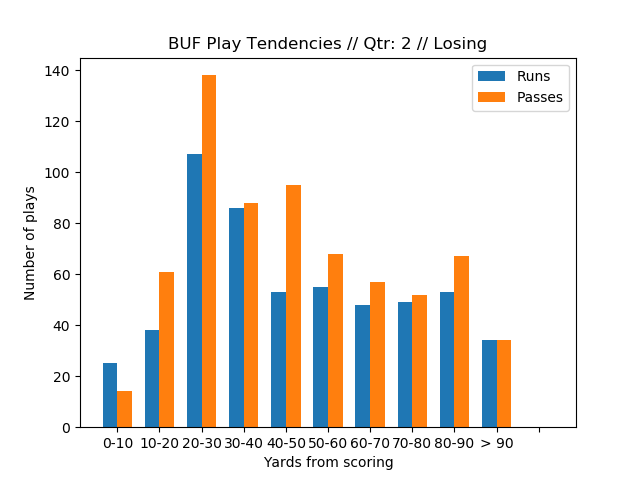 BUF Play Tendencies // Qtr: 2 // Losing
Runs
Passes
Number of plays
140
120
100
80
60
40
20
0
0-10 10-20 20-30 30-40 40-50 50-60 60-70 70-80 80-90 > 90
Yards from scoring